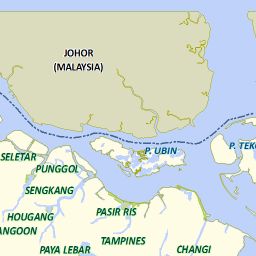 JOHOR
(MALAYSIA)
P. UBIN
P. TEKO
SELETAR
PUNGGOL
SENGKANG
PASIR RIS
HOUGANG
ANGOON
TAMPINES
PAYA LEBAR
CHANGI